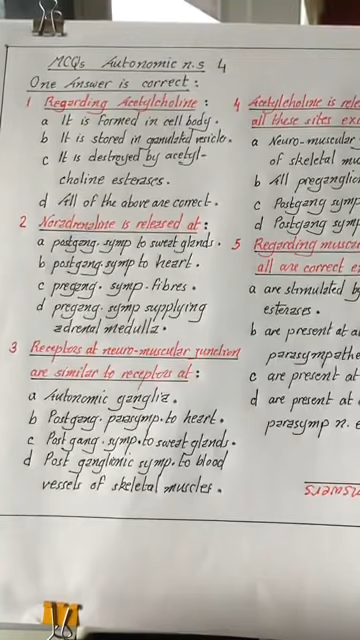 MCQs Autonomic n.s 4
One Answer is correct :
1 Regarding Acetylcholine :
a It is formed in cell body.
b It is stored in granulated vesicle.
c It is destroyed by acetyl-
choline esterases.
d All of the above are correct.
2 Noradrenaline is released at :
a postgang. symp to sweat glands.
b postgang. symp to heart.
c pregang. symp. fibres.
d pregang. symp supplying
adrenal medulla.
3 Receptors at neuro-muscular junction
are similar to receptors at :
a Autonomic ganglia.
b Postgang. parasymp. to heart.
c Postgang. symp. to sweat glands.
d Post ganglionic symp. to blood
vessels of skeletal muscles.
4 Acetylcholine is rele
all these sites exc
a Neuro-muscular
of skeletal mu
b All preganglio
c Postgang symp
d Postgang symp
5 Regarding musca
all are correct e
a are stimulated by
esterases.
b are present at a
parasympathe
c are present at
d are present at
parasymp n. e
nswers